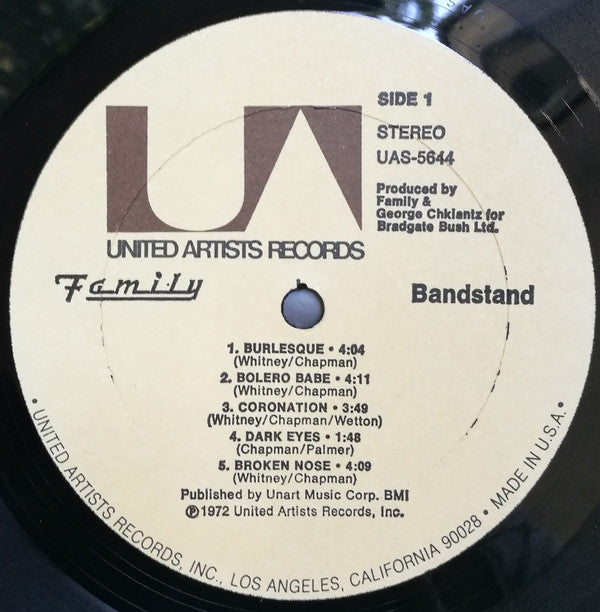 UA
SIDE 1
STEREO
UAS-5644
Produced by
Family &
George Chkiantz for
Bradgate Bush Ltd.
UNITED ARTISTS RECORDS
Family
Bandstand
1. BURLESQUE • 4:04
(Whitney/Chapman)
2. BOLERO BABE • 4:11
(Whitney/Chapman)
3. CORONATION • 3:49
(Whitney/Chapman/Wetton)
4. DARK EYES • 1:48
(Chapman/Palmer)
5. BROKEN NOSE • 4:09
(Whitney/Chapman)
Published by Unart Music Corp. BMI
℗1972 United Artists Records, Inc.
• UNITED ARTISTS RECORDS, INC., LOS ANGELES, CALIFORNIA 90028 • MADE IN U.S.A. •